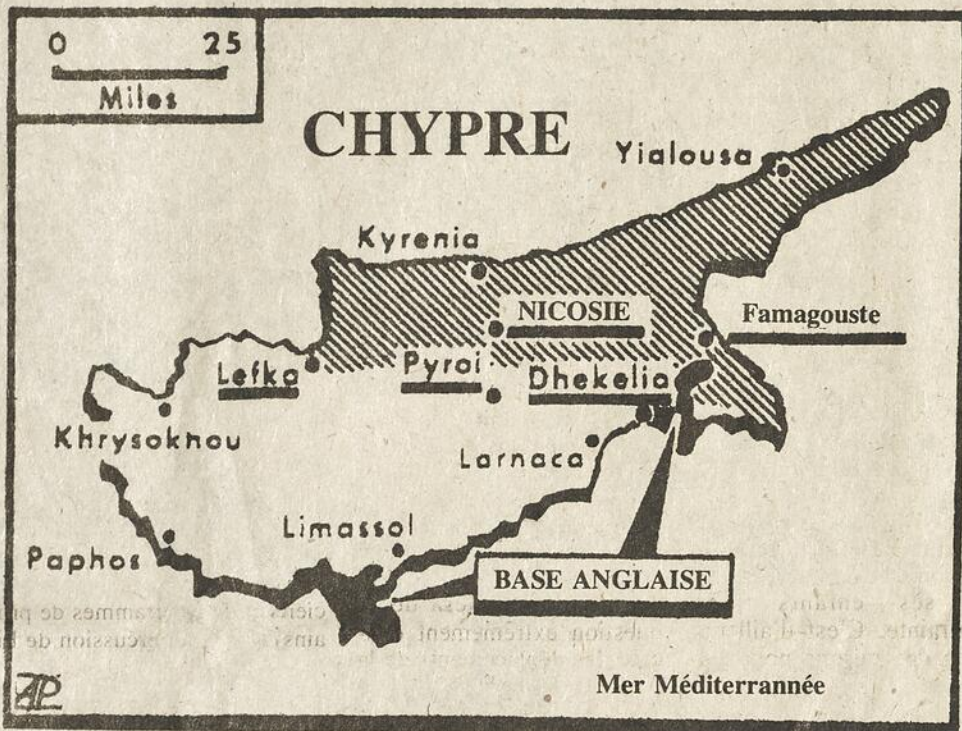 0 25
Miles
CHYPRE
Yialousa
Kyrenia
NICOSIE
Famagouste
Lefka
Pyroi
Dhekelia
Khrysokhou
Larnaca
Limassol
Paphos
BASE ANGLAISE
Mer Méditerrannée
AP